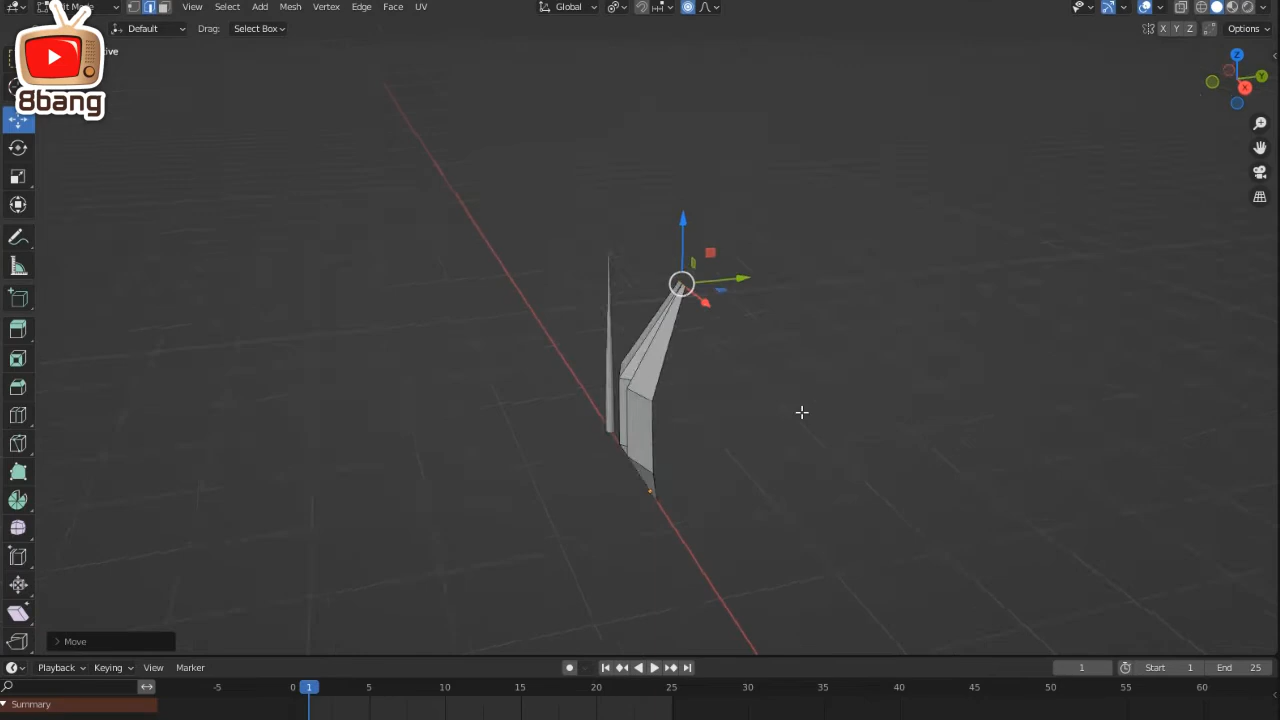 View Select Add Mesh Vertex Edge Face UV Global
Default Drag: Select Box X Y Z Options
8bang
Z
Y
X
Move
Playback Keying View Marker 1 Start 1 End 25
-5 0 1 5 10 15 20 25 30 35 40 45 50 55 60
Summary